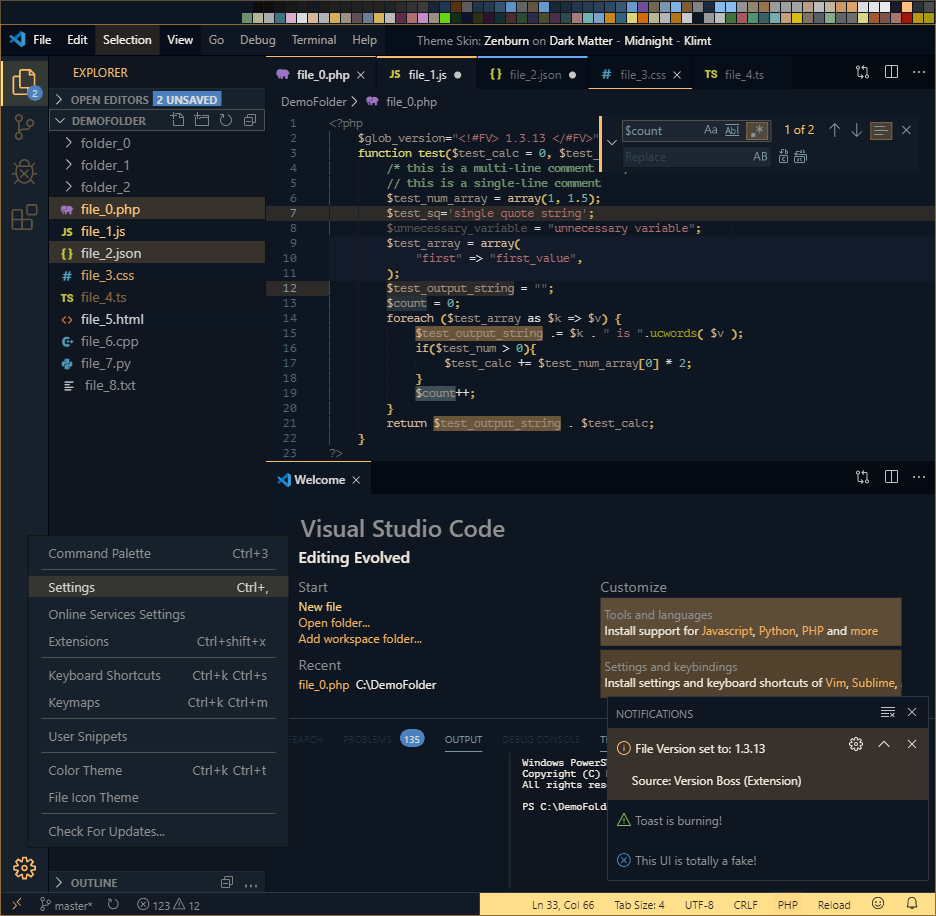 File Edit Selection View Go Debug Terminal Help Theme Skin: Zenburn on Dark Matter - Midnight - Klimt
2
EXPLORER
OPEN EDITORS 2 UNSAVED
DEMOFOLDER
folder_0
folder_1
folder_2
file_0.php
file_1.js
file_2.json
file_3.css
file_4.ts
file_5.html
file_6.cpp
file_7.py
file_8.txt
file_0.php
JS file_1.js
{} file_2.json
# file_3.css
TS file_4.ts
DemoFolder > file_0.php
$count Aa Abl .* 1 of 2
Replace AB
1 <?php
2 $glob_version="<!#FV> 1.3.13 </#FV>"
3 function test($test_calc = 0, $test_
4 /* this is a multi-line comment
5 // this is a single-line comment
6 $test_num_array = array(1, 1.5);
7 $test_sq='single quote string';
8 $unnecessary_variable = "unnecessary variable";
9 $test_array = array(
10 "first" => "first_value",
11 );
12 $test_output_string = "";
13 $count = 0;
14 foreach ($test_array as $k => $v) {
15 $test_output_string .= $k . " is ".ucwords( $v );
16 if($test_num > 0){
17 $test_calc += $test_num_array[0] * 2;
18 }
19 $count++;
20 }
21 return $test_output_string . $test_calc;
22 }
23 ?>
Welcome
Visual Studio Code
Editing Evolved
Start
New file
Open folder...
Add workspace folder...
Recent
file_0.php C:\DemoFolder
Customize
Tools and languages
Install support for Javascript, Python, PHP and more
Settings and keybindings
Install settings and keyboard shortcuts of Vim, Sublime,
Command Palette Ctrl+3
Settings Ctrl+,
Online Services Settings
Extensions Ctrl+shift+x
Keyboard Shortcuts Ctrl+k Ctrl+s
Keymaps Ctrl+k Ctrl+m
User Snippets
Color Theme Ctrl+k Ctrl+t
File Icon Theme
Check For Updates...
EARCH PROBLEMS 135 OUTPUT DEBUG CONSOLE
Windows PowerS
Copyright (C)
All rights rese
PS C:\DemoFold
NOTIFICATIONS
File Version set to: 1.3.13
Source: Version Boss (Extension)
Toast is burning!
This UI is totally a fake!
OUTLINE
master* 123 12 Ln 33, Col 66 Tab Size: 4 UTF-8 CRLF PHP Reload